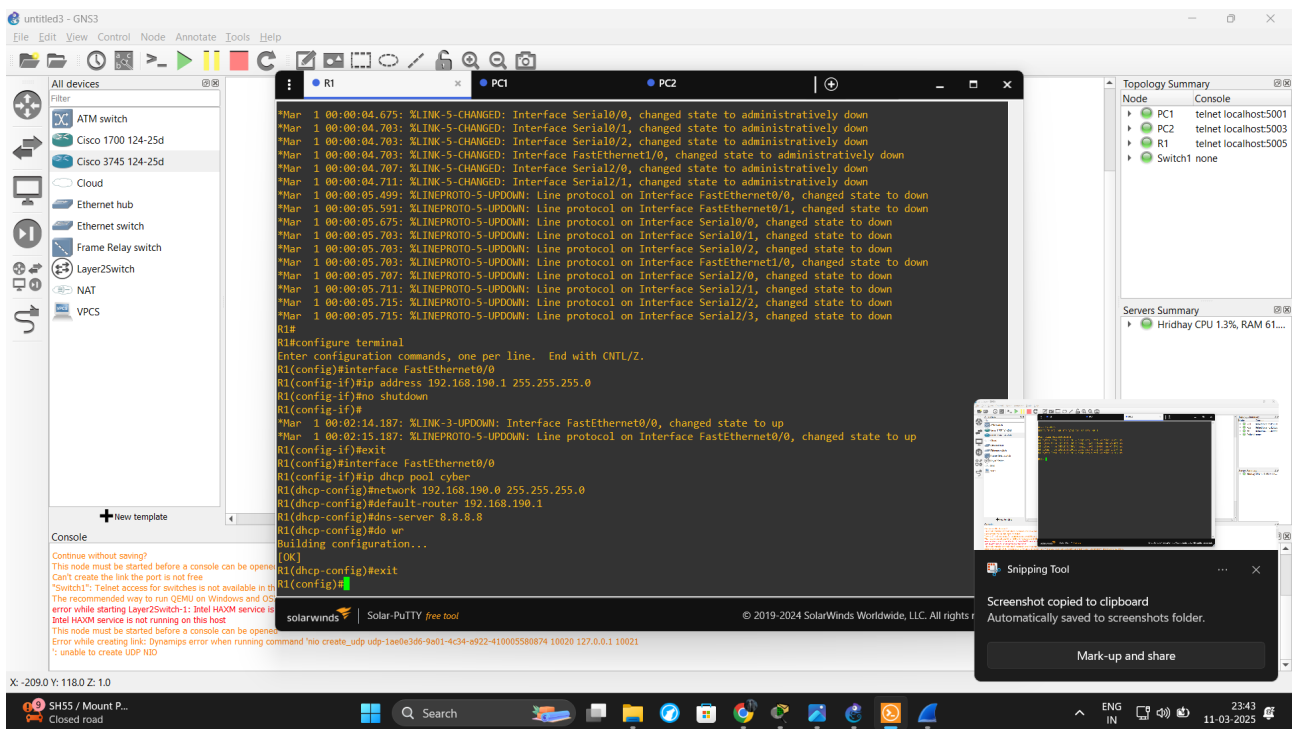 untitled3 - GNS3
File Edit View Control Node Annotate Tools Help
All devices
Filter
ATM switch
Cisco 1700 124-25d
Cisco 3745 124-25d
Cloud
Ethernet hub
Ethernet switch
Frame Relay switch
Layer2Switch
NAT
VPCS
New template
R1
PC1
PC2
*Mar 1 00:00:04.675: %LINK-5-CHANGED: Interface Serial0/0, changed state to administratively down
*Mar 1 00:00:04.703: %LINK-5-CHANGED: Interface Serial0/1, changed state to administratively down
*Mar 1 00:00:04.703: %LINK-5-CHANGED: Interface Serial0/2, changed state to administratively down
*Mar 1 00:00:04.703: %LINK-5-CHANGED: Interface FastEthernet1/0, changed state to administratively down
*Mar 1 00:00:04.707: %LINK-5-CHANGED: Interface Serial2/0, changed state to administratively down
*Mar 1 00:00:04.711: %LINK-5-CHANGED: Interface Serial2/1, changed state to administratively down
*Mar 1 00:00:05.499: %LINEPROTO-5-UPDOWN: Line protocol on Interface FastEthernet0/0, changed state to down
*Mar 1 00:00:05.591: %LINEPROTO-5-UPDOWN: Line protocol on Interface FastEthernet0/1, changed state to down
*Mar 1 00:00:05.675: %LINEPROTO-5-UPDOWN: Line protocol on Interface Serial0/0, changed state to down
*Mar 1 00:00:05.703: %LINEPROTO-5-UPDOWN: Line protocol on Interface Serial0/1, changed state to down
*Mar 1 00:00:05.703: %LINEPROTO-5-UPDOWN: Line protocol on Interface Serial0/2, changed state to down
*Mar 1 00:00:05.703: %LINEPROTO-5-UPDOWN: Line protocol on Interface FastEthernet1/0, changed state to down
*Mar 1 00:00:05.707: %LINEPROTO-5-UPDOWN: Line protocol on Interface Serial2/0, changed state to down
*Mar 1 00:00:05.711: %LINEPROTO-5-UPDOWN: Line protocol on Interface Serial2/1, changed state to down
*Mar 1 00:00:05.715: %LINEPROTO-5-UPDOWN: Line protocol on Interface Serial2/2, changed state to down
*Mar 1 00:00:05.715: %LINEPROTO-5-UPDOWN: Line protocol on Interface Serial2/3, changed state to down
R1#
R1#configure terminal
Enter configuration commands, one per line. End with CNTL/Z.
R1(config)#interface FastEthernet0/0
R1(config-if)#ip address 192.168.190.1 255.255.255.0
R1(config-if)#no shutdown
R1(config-if)#
*Mar 1 00:02:14.187: %LINK-3-UPDOWN: Interface FastEthernet0/0, changed state to up
*Mar 1 00:02:15.187: %LINEPROTO-5-UPDOWN: Line protocol on Interface FastEthernet0/0, changed state to up
R1(config-if)#exit
R1(config)#interface FastEthernet0/0
R1(config-if)#ip dhcp pool cyber
R1(dhcp-config)#network 192.168.190.0 255.255.255.0
R1(dhcp-config)#default-router 192.168.190.1
R1(dhcp-config)#dns-server 8.8.8.8
R1(dhcp-config)#do wr
Building configuration...
[OK]
R1(dhcp-config)#exit
R1(config)#
solarwinds Solar-PuTTY free tool © 2019-2024 SolarWinds Worldwide, LLC. All rights r
Topology Summary
Node Console
PC1 telnet localhost:5001
PC2 telnet localhost:5003
R1 telnet localhost:5005
Switch1 none
Servers Summary
Hridhay CPU 1.3%, RAM 61....
Console
Continue without saving?
This node must be started before a console can be opene
Can't create the link the port is not free
"Switch1": Telnet access for switches is not available in th
The recommended way to run QEMU on Windows and OS
error while starting Layer2Switch-1: Intel HAXM service is
Intel HAXM service is not running on this host
This node must be started before a console can be opened
Error while creating link: Dynamips error when running command 'nio create_udp udp-1ae0e3d6-9a01-4c34-a922-410005580874 10020 127.0.0.1 10021
': unable to create UDP NIO
Snipping Tool
Screenshot copied to clipboard
Automatically saved to screenshots folder.
Mark-up and share
X: -209.0 Y: 118.0 Z: 1.0
9
SH55 / Mount P...
Closed road
Search
ENG
IN
23:43
11-03-2025